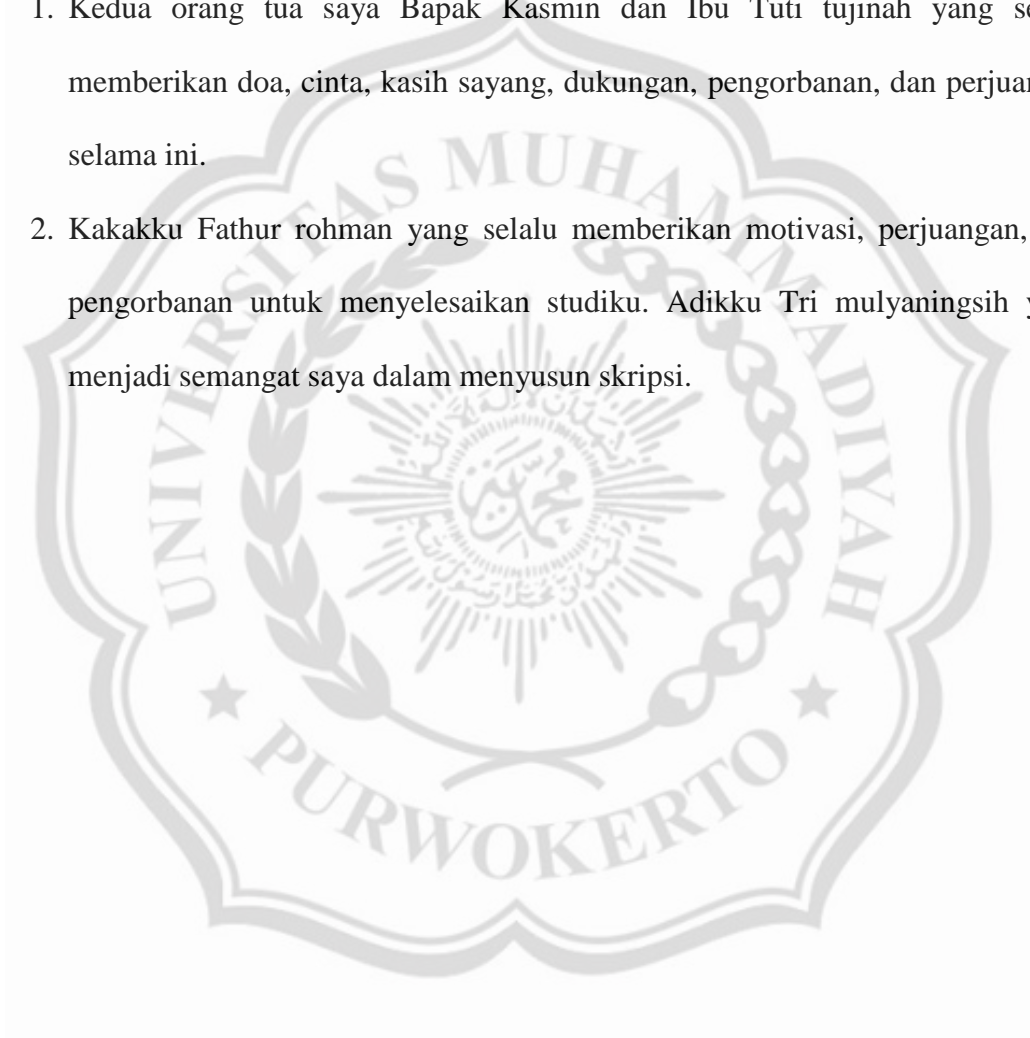 1. Kedua orang tua saya Bapak Kasmin dan Ibu Tuti tujinah yang
memberikan doa, cinta, kasih sayang, dukungan, pengorbanan, dan
selama ini.
2. Kakakku Fathur rohman yang selalu memberikan motivasi, perjuangan,
pengorbanan untuk menyelesaikan studiku. Adikku Tri mulyaningsih
menjadi semangat saya dalam menyusun skripsi.
UNIVERSITAS MUHAMMADIYAH
PURWOKERTO